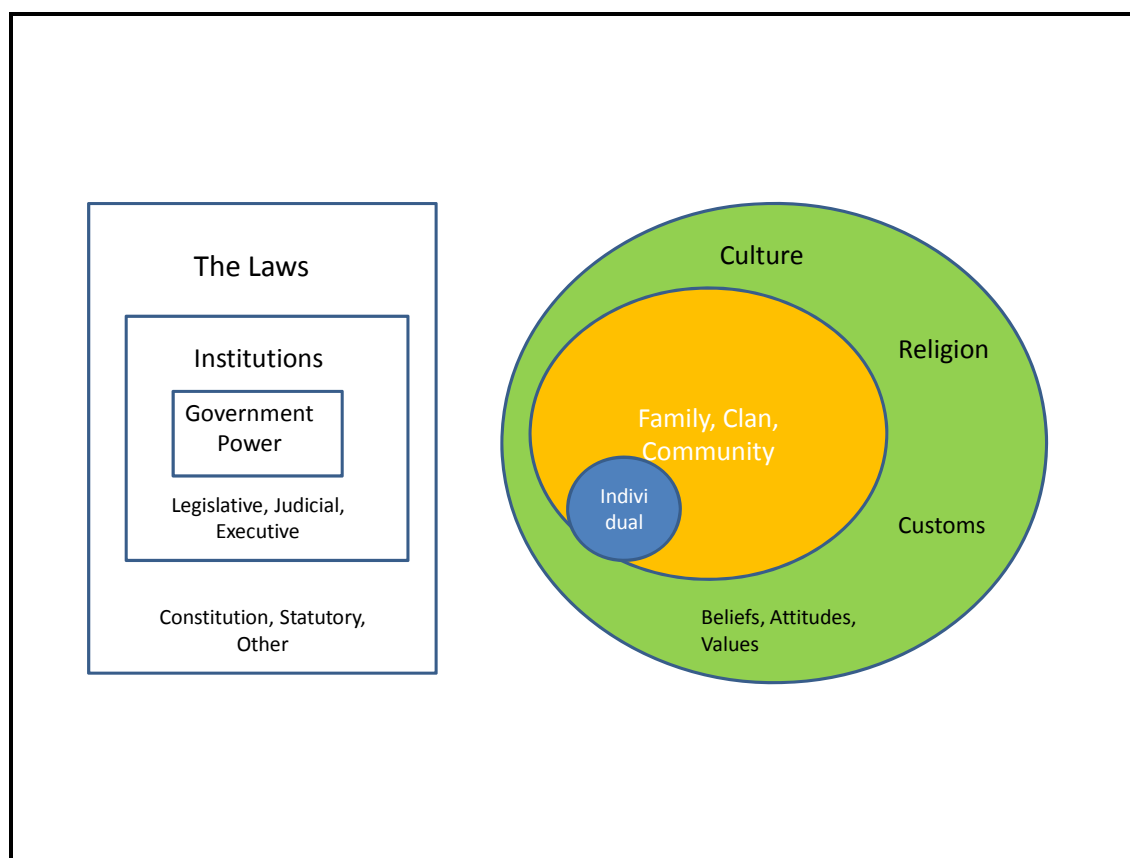 The Laws
Institutions
Government
Power
Legislative, Judicial,
Executive
Constitution, Statutory,
Other
Culture
Religion
Family, Clan,
Community
Indivi
dual
Customs
Beliefs, Attitudes,
Values